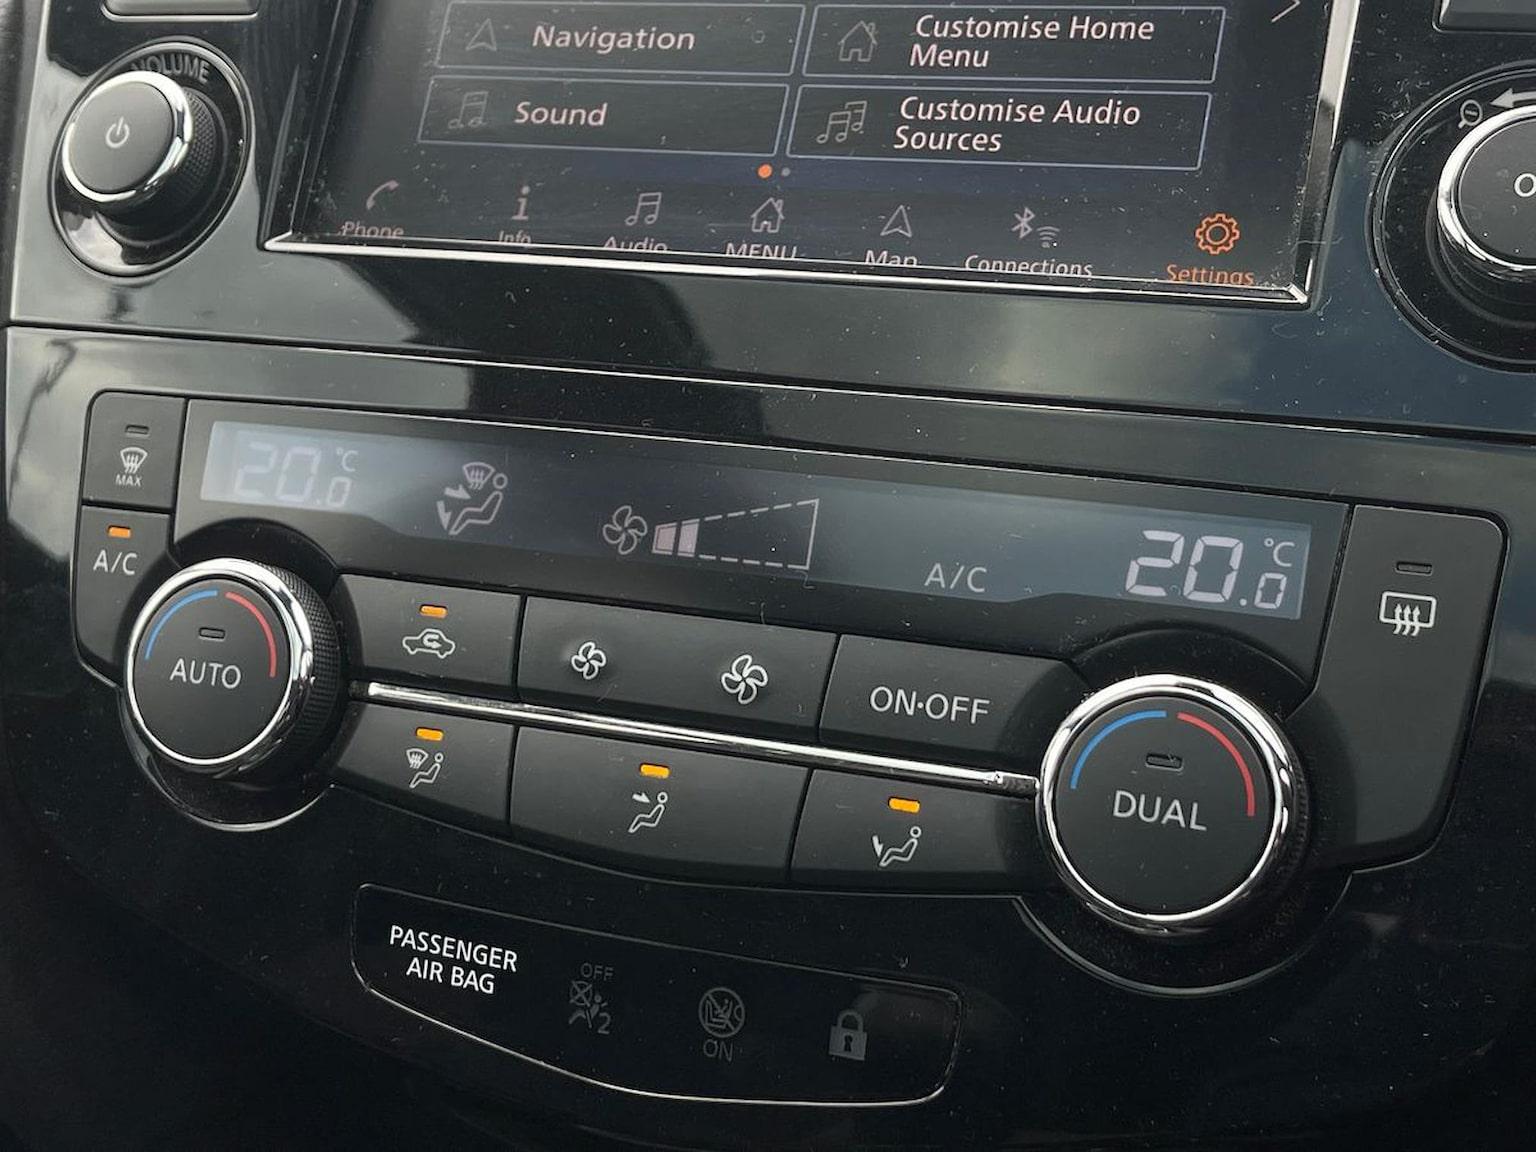 VOLUME
Navigation
Customise Home
Menu
Sound
Customise Audio
Sources
Phone
Info
Audio
MENU
Map
Connections
Settings
MAX
20.0 °C
A/C
20.0 °C
A/C
AUTO
ON·OFF
DUAL
PASSENGER
AIR BAG
OFF
2
ON